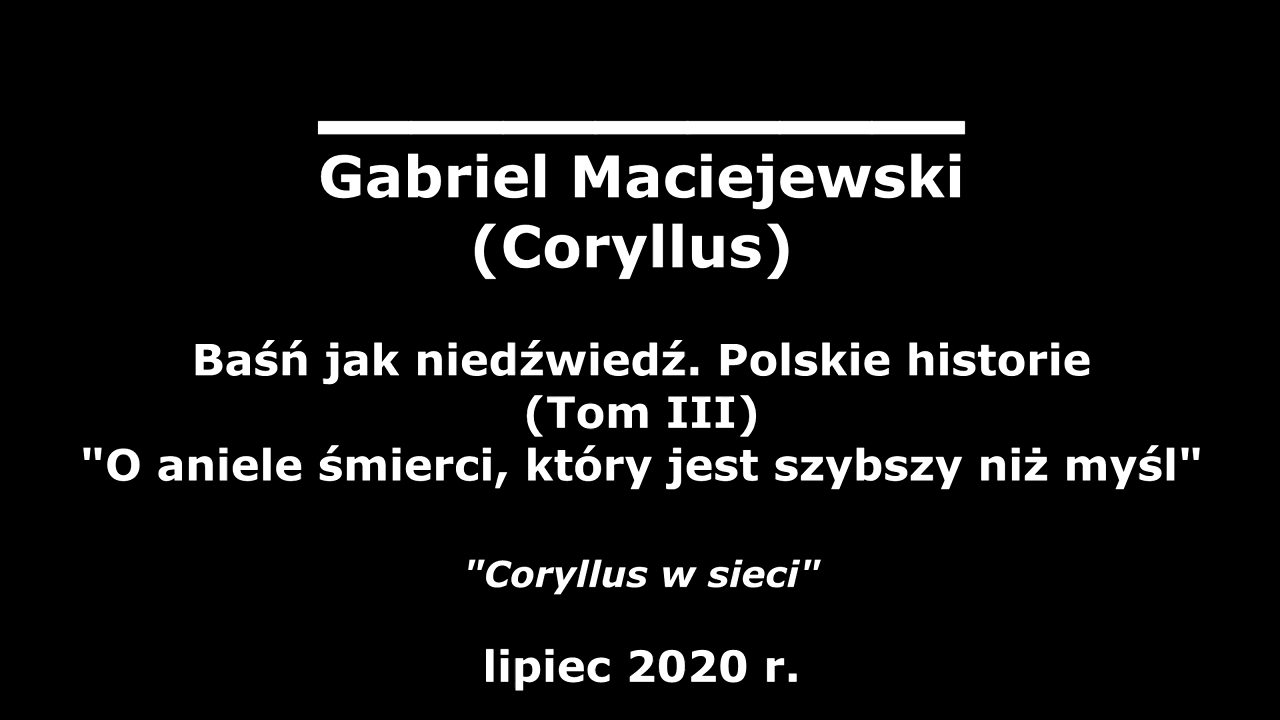 Gabriel Maciejewski
(Coryllus)
Baśń jak niedźwiedź. Polskie historie
(Tom III)
"O aniele śmierci, który jest szybszy niż myśl"
"Coryllus w sieci"
lipiec 2020 r.